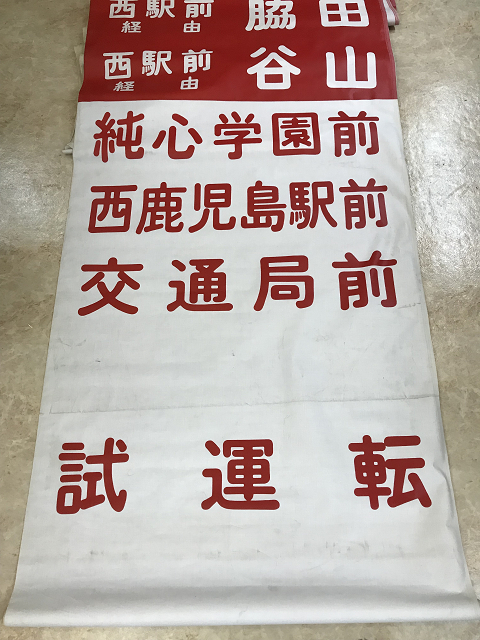 西駅前経由 脇田
西駅前経由 谷山
純心学園前
西鹿児島駅前
交通局前
試運転